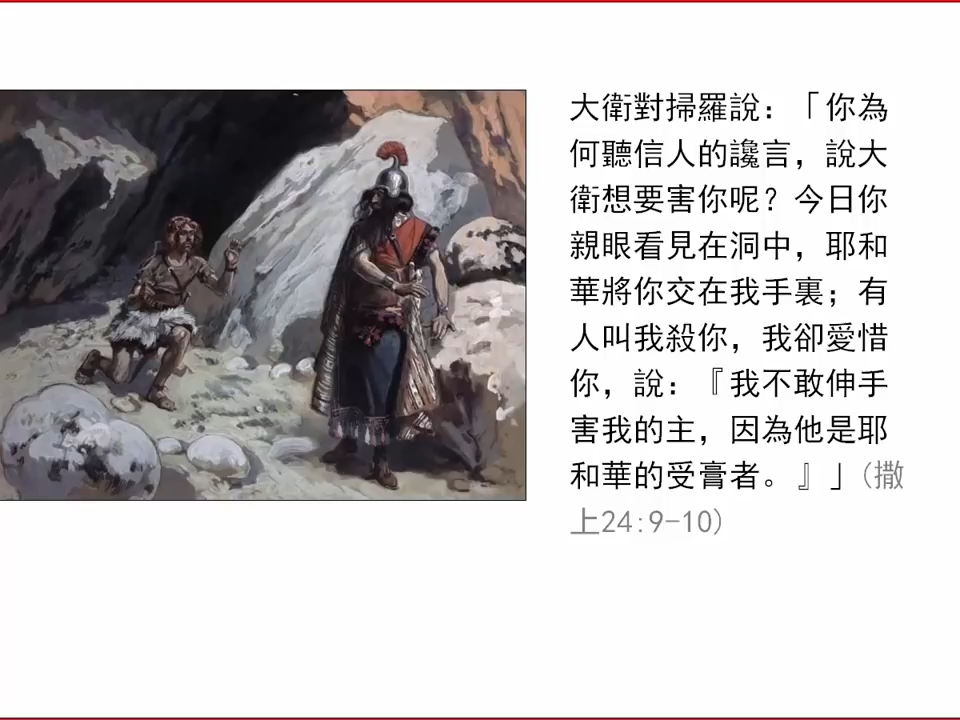 大衛對掃羅說：「你為
何聽信人的讒言，說大
衛想要害你呢？今日你
親眼看見在洞中，耶和
華將你交在我手裏；有
人叫我殺你，我卻愛惜
你，說：『我不敢伸手
害我的主，因為他是耶
和華的受膏者。』」(撒
上24:9-10)